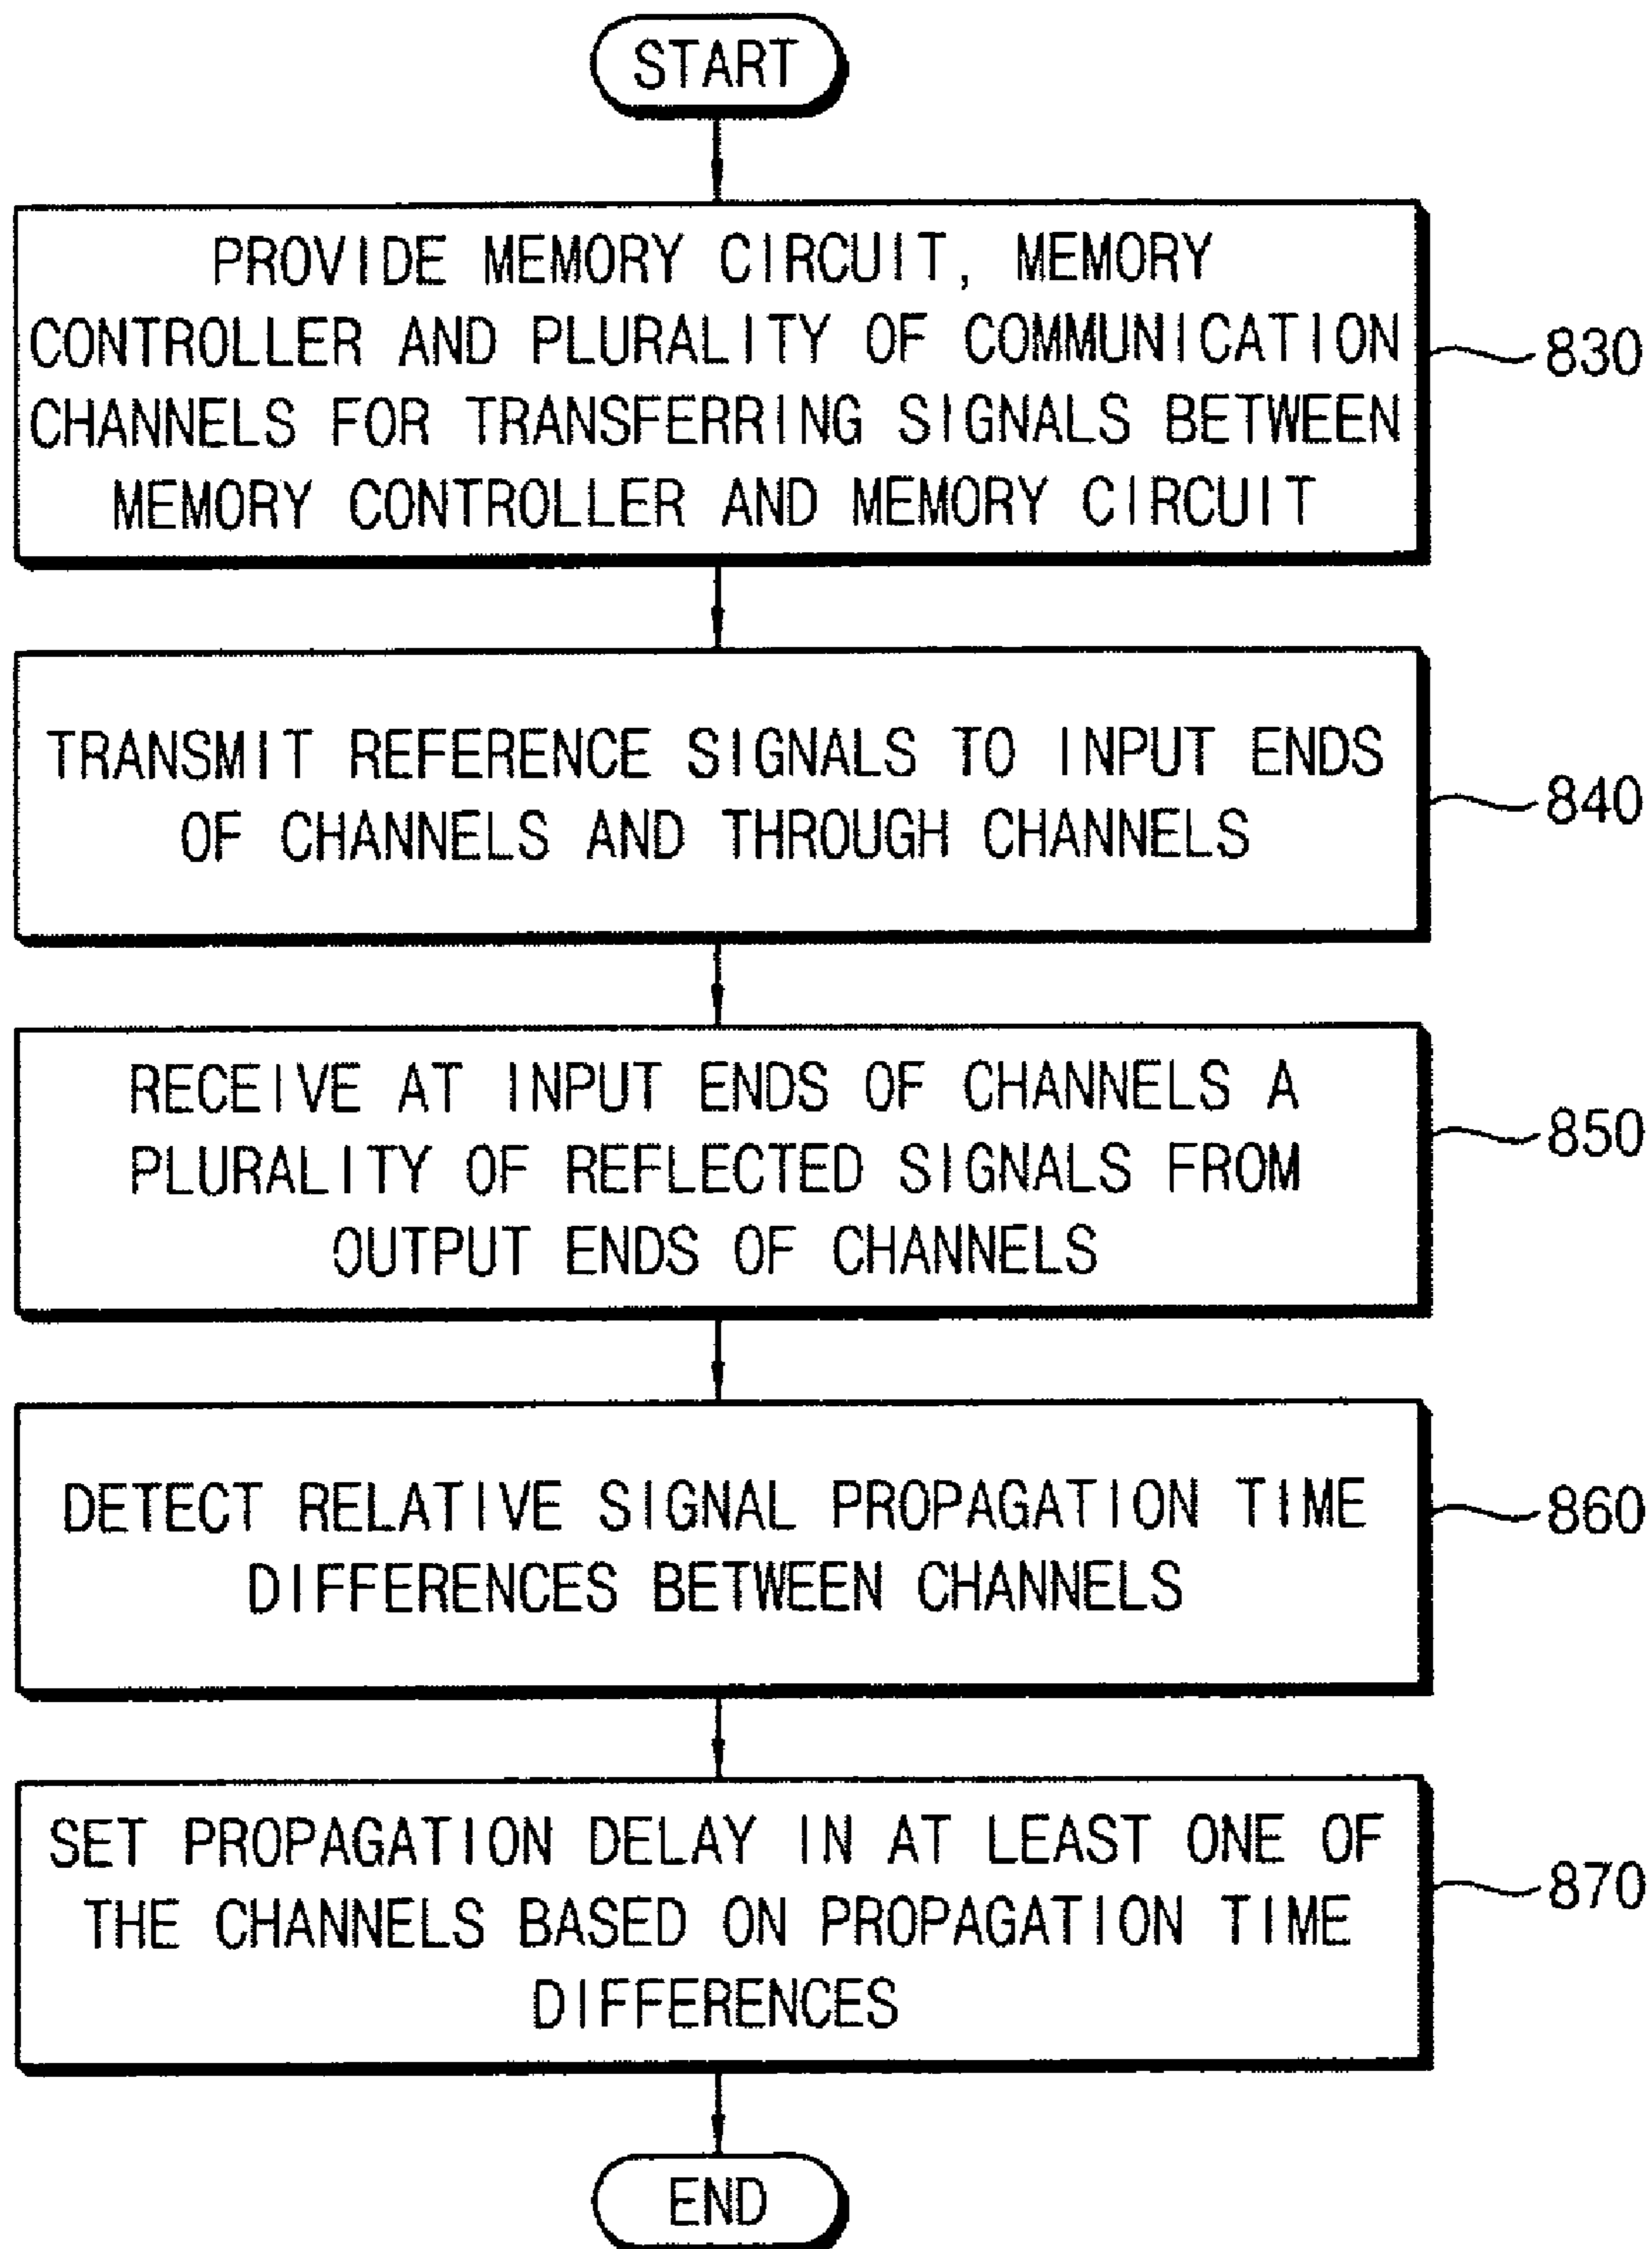 START
PROVIDE MEMORY CIRCUIT, MEMORY
CONTROLLER AND PLURALITY OF COMMUNICATION
CHANNELS FOR TRANSFERRING SIGNALS BETWEEN
MEMORY CONTROLLER AND MEMORY CIRCUIT
830
TRANSMIT REFERENCE SIGNALS TO INPUT ENDS
OF CHANNELS AND THROUGH CHANNELS
840
RECEIVE AT INPUT ENDS OF CHANNELS A
PLURALITY OF REFLECTED SIGNALS FROM
OUTPUT ENDS OF CHANNELS
850
DETECT RELATIVE SIGNAL PROPAGATION TIME
DIFFERENCES BETWEEN CHANNELS
860
SET PROPAGATION DELAY IN AT LEAST ONE OF
THE CHANNELS BASED ON PROPAGATION TIME
DIFFERENCES
870
END